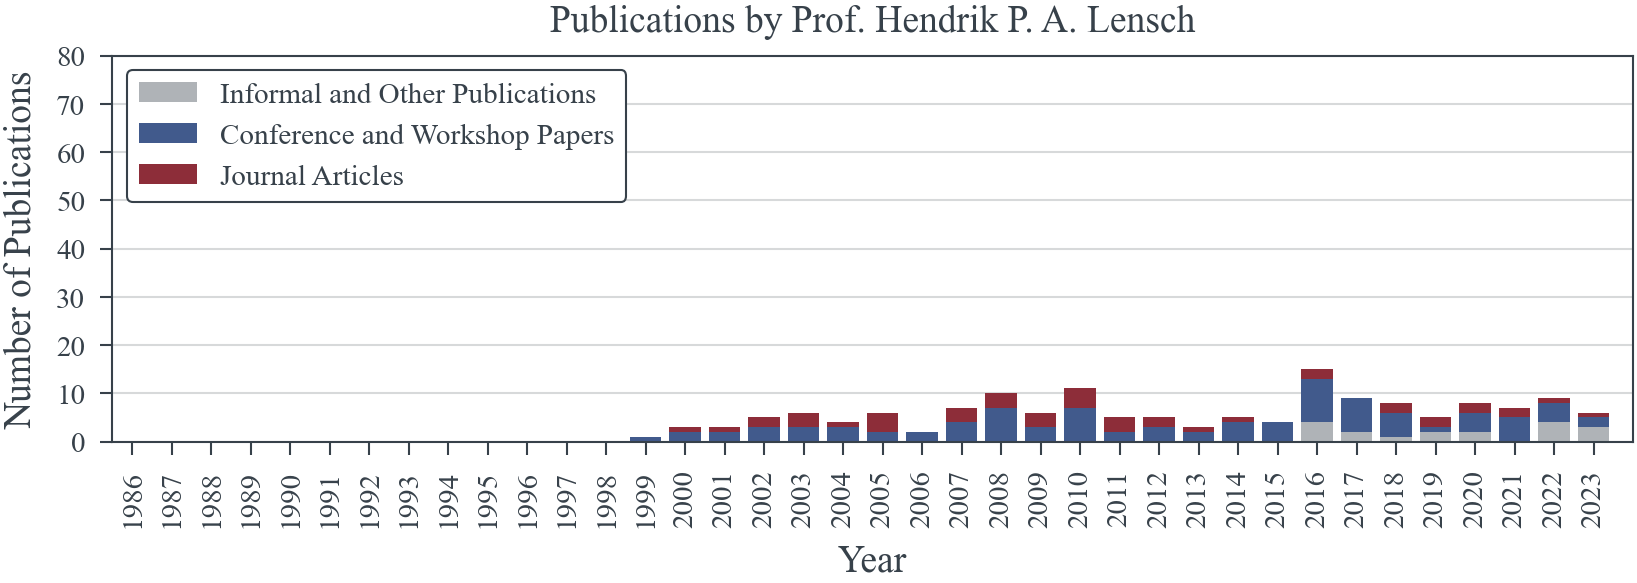 Publications by Prof. Hendrik P. A. Lensch
Number of Publications
80
70
60
50
40
30
20
10
0
Informal and Other Publications
Conference and Workshop Papers
Journal Articles
1986 1987 1988 1989 1990 1991 1992 1993 1994 1995 1996 1997 1998 1999 2000 2001 2002 2003 2004 2005 2006 2007 2008 2009 2010 2011 2012 2013 2014 2015 2016 2017 2018 2019 2020 2021 2022 2023
Year